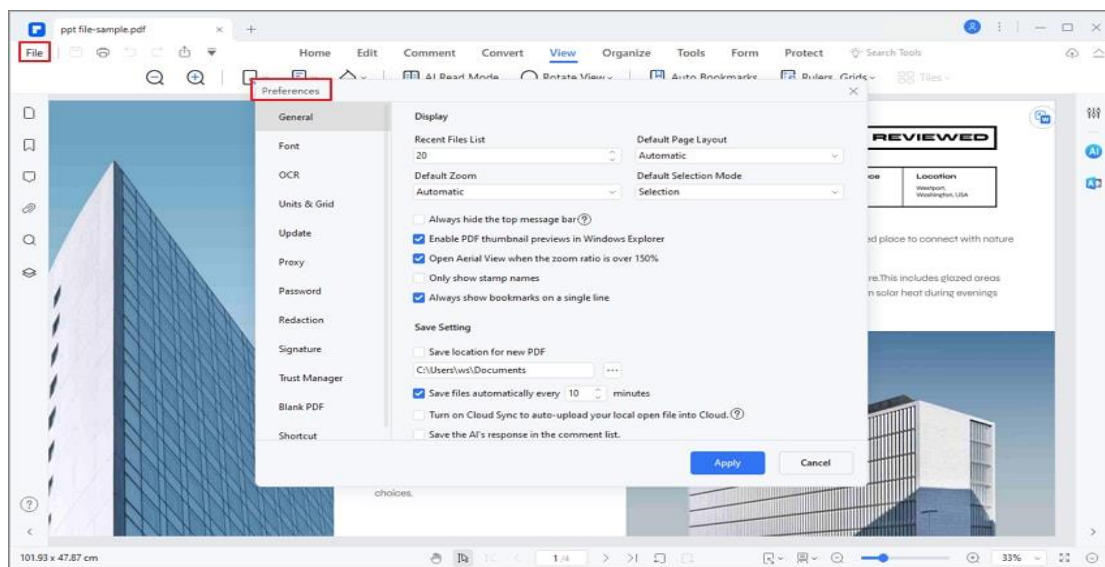 ppt file-sample.pdf
File
Home Edit Comment Convert View Organize Tools Form Protect Search Tools
AI Read Mode Rotate View Auto Bookmarks Rulers Grids Tiles
Preferences
General
Font
OCR
Units & Grid
Update
Proxy
Password
Redaction
Signature
Trust Manager
Blank PDF
Shortcut
Display
Recent Files List Default Page Layout
20 Automatic
Default Zoom Default Selection Mode
Automatic Selection
Always hide the top message bar
Enable PDF thumbnail previews in Windows Explorer
Open Aerial View when the zoom ratio is over 150%
Only show stamp names
Always show bookmarks on a single line
Save Setting
Save location for new PDF
C:\Users\ws\Documents
Save files automatically every 10 minutes
Turn on Cloud Sync to auto-upload your local open file into Cloud.
Save the AI's response in the comment list.
Apply Cancel
REVIEWED
Location
Westport,
Washington, USA
ed place to connect with nature
re.This includes glazed areas
n solar heat during evenings
choices.
101.93 x 47.87 cm
1 /4
33%